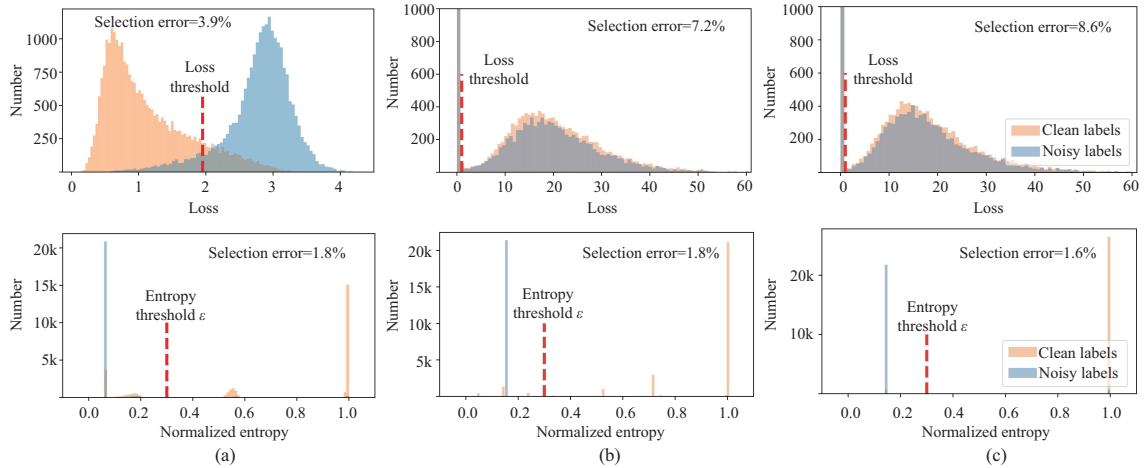 Selection error=3.9%
Loss
threshold
Number
1000
750
500
250
0
0
1
2
3
4
Loss
Selection error=7.2%
Loss
threshold
Number
1000
800
600
400
200
0
10
20
30
40
50
60
Loss
Selection error=8.6%
Loss
threshold
Clean labels
Noisy labels
Number
1000
800
600
400
200
0
10
20
30
40
50
60
Loss
Selection error=1.8%
Entropy
threshold ε
Number
20k
15k
10k
5k
0.0
0.2
0.4
0.6
0.8
1.0
Normalized entropy
(a)
Selection error=1.8%
Entropy
threshold ε
Number
20k
15k
10k
5k
0.0
0.2
0.4
0.6
0.8
1.0
Normalized entropy
(b)
Selection error=1.6%
Entropy
threshold ε
Clean labels
Noisy labels
Number
20k
10k
0.0
0.2
0.4
0.6
0.8
1.0
Normalized entropy
(c)